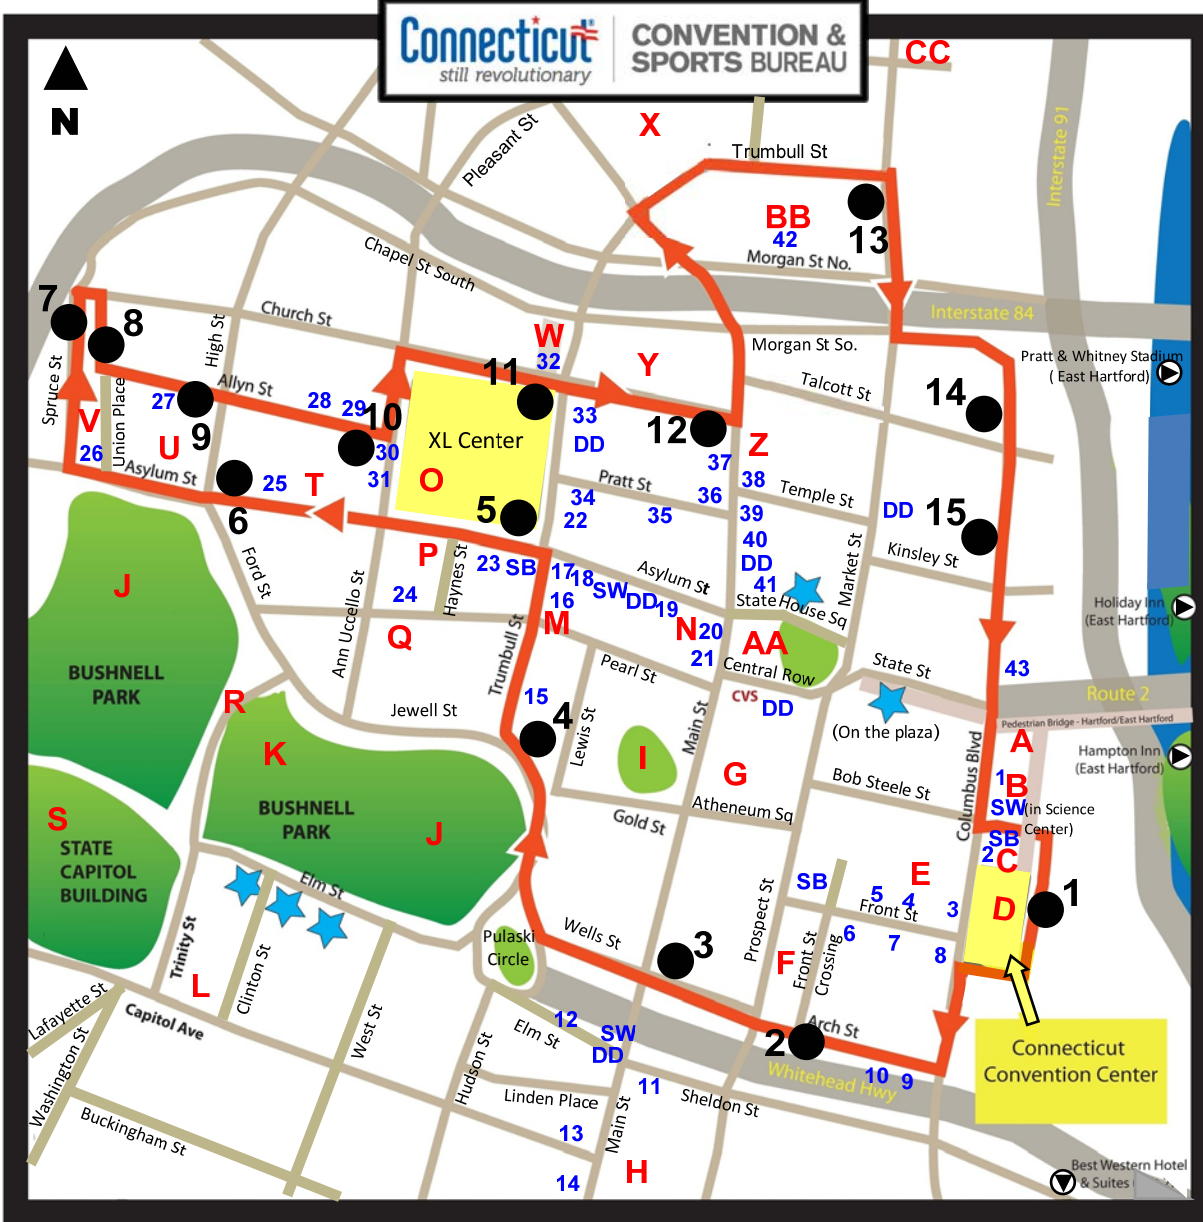 Connecticut
still revolutionary
CONVENTION &
SPORTS BUREAU
N
CC
X
Pleasant St
Trumbull St
Interstate 91
BB
42
13
Morgan St No.
Chapel St South
7
8
High St
Church St
W
32
Y
Interstate 84
Morgan St So.
Pratt & Whitney Stadium
( East Hartford)
Spruce St
Union Place
Allyn St
27
28
29
10
11
XL Center
33
DD
12
Talcott St
14
V
26
U
9
30
31
O
37
Z
38
Asylum St
25
T
6
5
34
22
Pratt St
35
36
39
Temple St
DD
15
40
DD
41
Market St
Kinsley St
J
BUSHNELL
PARK
Ford St
Ann Uccello St
P
Haynes St
24
23
SB
17
18
16
SW
DD
19
Asylum St
State House Sq
Holiday Inn
(East Hartford)
Q
Trumbull St
M
N
20
21
AA
Central Row
Pearl St
State St
43
Route 2
R
Jewell St
15
4
Lewis St
Main St
CVS
DD
(On the plaza)
Pedestrian Bridge - Hartford/East Hartford
K
BUSHNELL
PARK
J
I
G
Columbus Blvd
A
Hampton Inn
(East Hartford)
Bob Steele St
1
B
SW
(in Science
Center)
Gold St
Atheneum Sq
S
STATE
CAPITOL
BUILDING
SB
2
C
Elm St
Prospect St
SB
E
5
4
3
Front St
D
1
Trinity St
Clinton St
Pulaski
Circle
Wells St
3
F
Front St
Crossing
6
7
8
L
Lafayette St
Capitol Ave
West St
Elm St
12
SW
DD
2
Arch St
Connecticut
Convention Center
Washington St
Hudson St
Whitehead Hwy
10
9
11
Linden Place
Main St
Sheldon St
Buckingham St
13
14
H
Best Western Hotel
& Suites